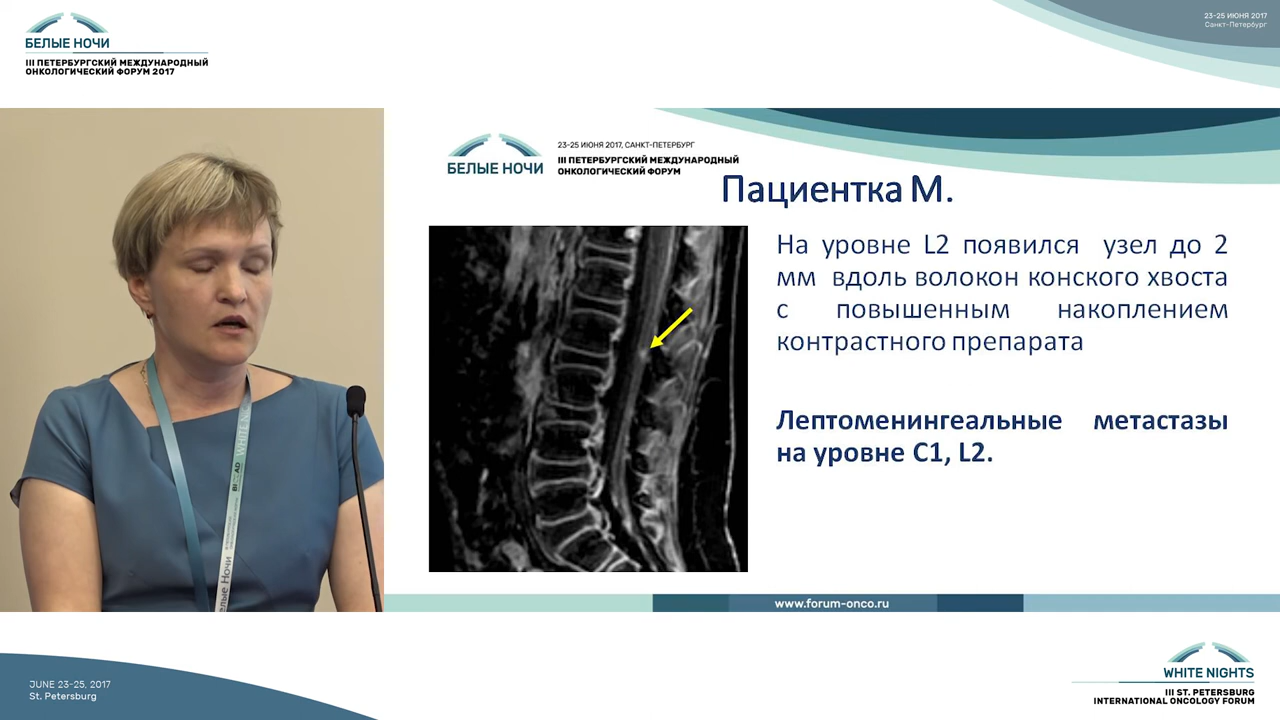 БЕЛЫЕ НОЧИ
III ПЕТЕРБУРГСКИЙ МЕЖДУНАРОДНЫЙ
ОНКОЛОГИЧЕСКИЙ ФОРУМ 2017
23-25 ИЮНЯ 2017
Санкт-Петербург
23-25 ИЮНЯ 2017, САНКТ-ПЕТЕРБУРГ
БЕЛЫЕ НОЧИ
III ПЕТЕРБУРГСКИЙ МЕЖДУНАРОДНЫЙ
ОНКОЛОГИЧЕСКИЙ ФОРУМ
Пациентка М.
На уровне L2 появился узел до 2
мм вдоль волокон конского хвоста
с повышенным накоплением
контрастного препарата
Лептоменингеальные метастазы
на уровне С1, L2.
www.forum-onco.ru
JUNE 23-25, 2017
St. Petersburg
WHITE NIGHTS
III ST. PETERSBURG
INTERNATIONAL ONCOLOGY FORUM